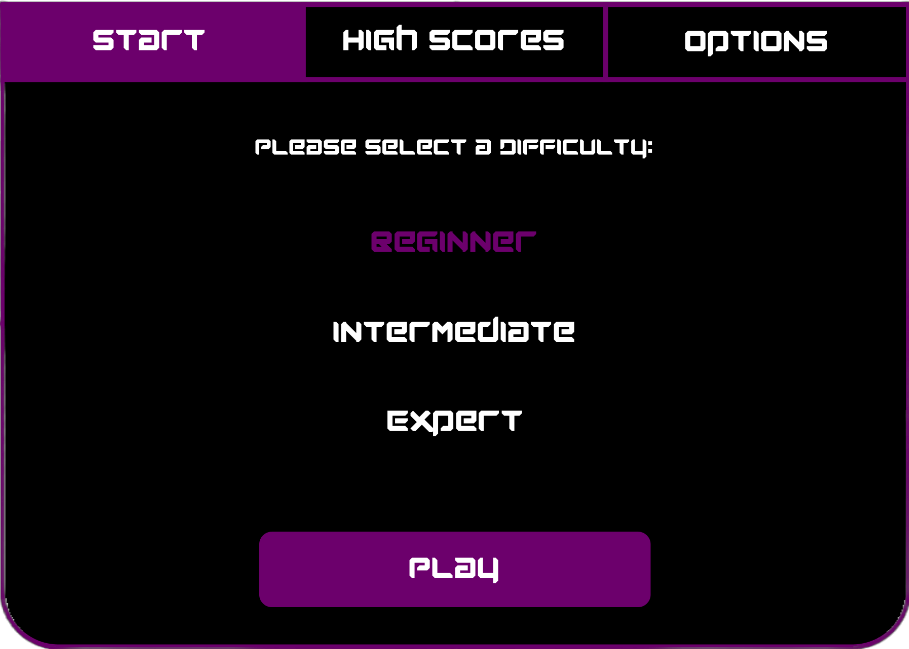 START
HIGH SCORES
OPTIONS
PLEASE SELECT A DIFFICULTY:
BEGINNER
INTERMEDIATE
EXPERT
PLAY